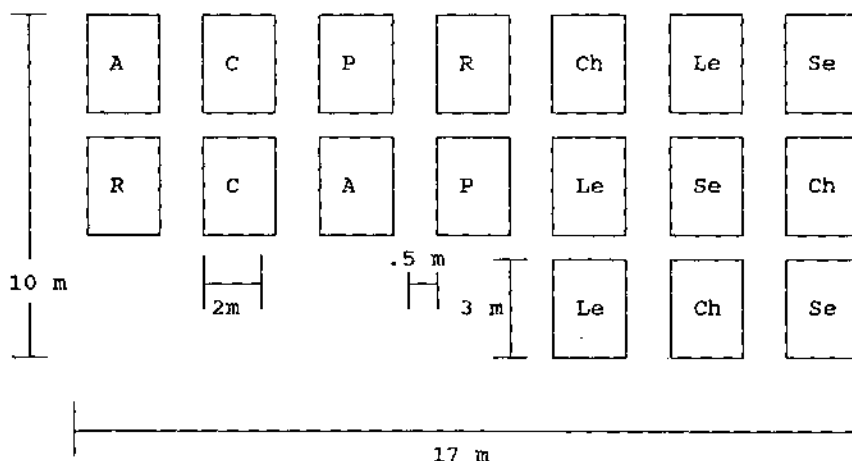 A C P R Ch Le Se
R C A P Le Se Ch
.5 m
10 m 2m 3 m Le Ch Se
17 m